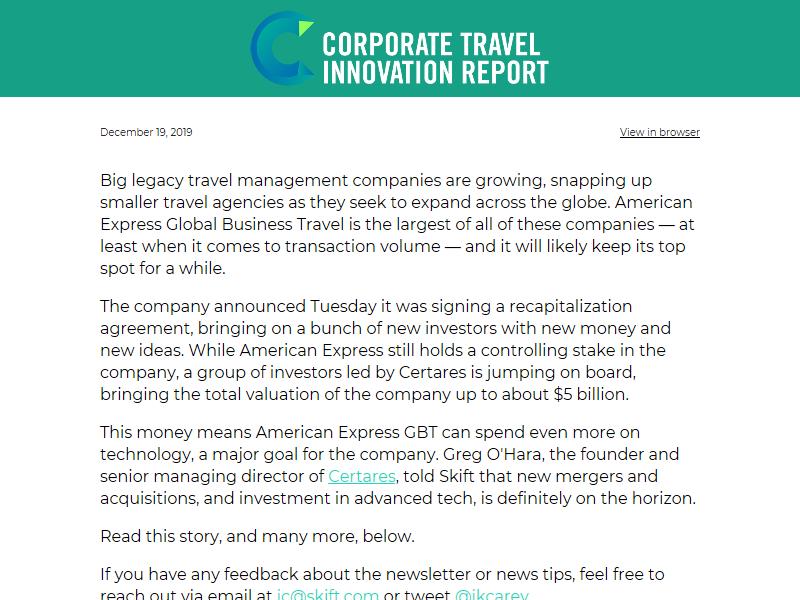 CORPORATE TRAVEL
INNOVATION REPORT
December 19, 2019
View in browser
Big legacy travel management companies are growing, snapping up
smaller travel agencies as they seek to expand across the globe. American
Express Global Business Travel is the largest of all of these companies — at
least when it comes to transaction volume — and it will likely keep its top
spot for a while.
The company announced Tuesday it was signing a recapitalization
agreement, bringing on a bunch of new investors with new money and
new ideas. While American Express still holds a controlling stake in the
company, a group of investors led by Certares is jumping on board,
bringing the total valuation of the company up to about $5 billion.
This money means American Express GBT can spend even more on
technology, a major goal for the company. Greg O'Hara, the founder and
senior managing director of Certares, told Skift that new mergers and
acquisitions, and investment in advanced tech, is definitely on the horizon.
Read this story, and many more, below.
If you have any feedback about the newsletter or news tips, feel free to
reach out via email at ic@skift.com or tweet @ikcarey.